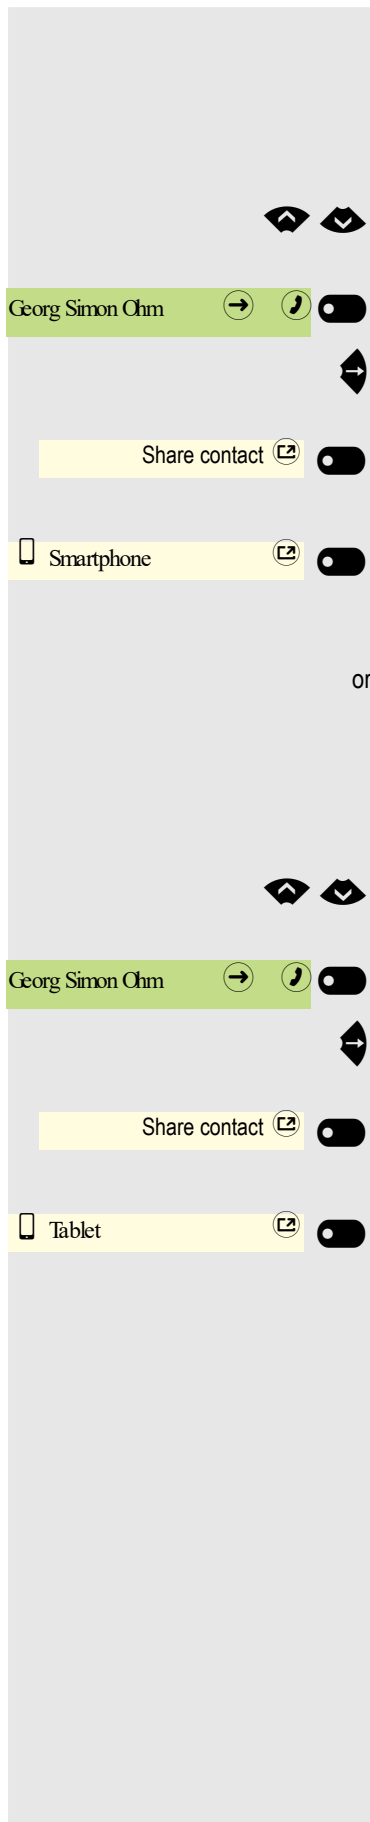 Georg Simon Ohm
Share contact
Smartphone
or
Georg Simon Ohm
Share contact
Tablet